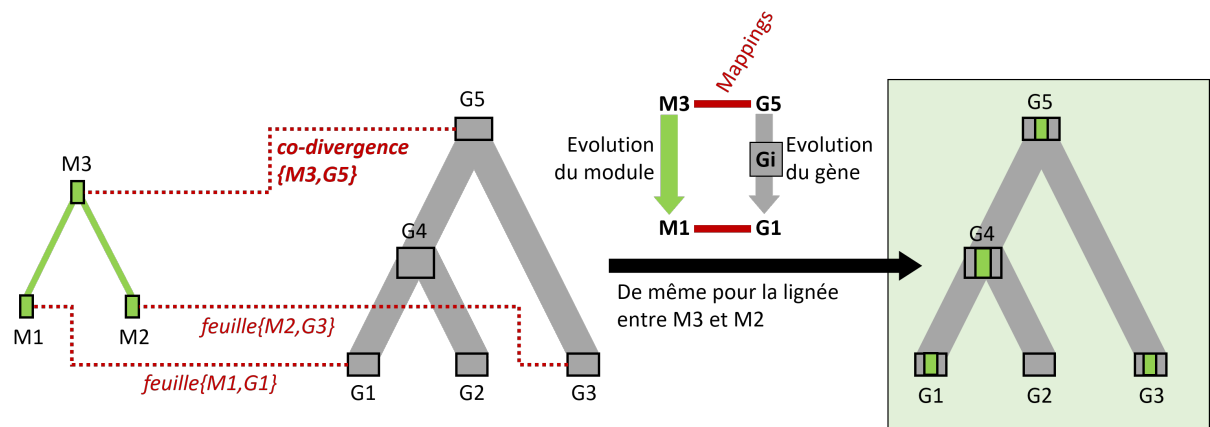 M3
M1
M2
co-divergence
{M3,G5}
feuille{M2,G3}
feuille{M1,G1}
G5
G4
G1
G2
G3
Mappings
M3
G5
Evolution
du module
Gi
Evolution
du gène
M1
G1
De même pour la lignée
entre M3 et M2
G5
G4
G1
G2
G3